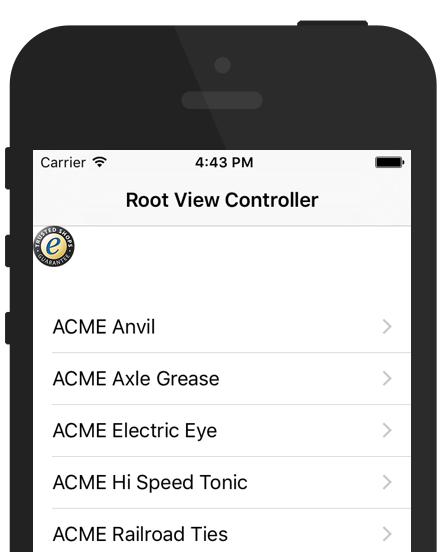 Carrier 4:43 PM
Root View Controller
TRUSTED SHOPS
e
GUARANTEE
ACME Anvil
ACME Axle Grease
ACME Electric Eye
ACME Hi Speed Tonic
ACME Railroad Ties